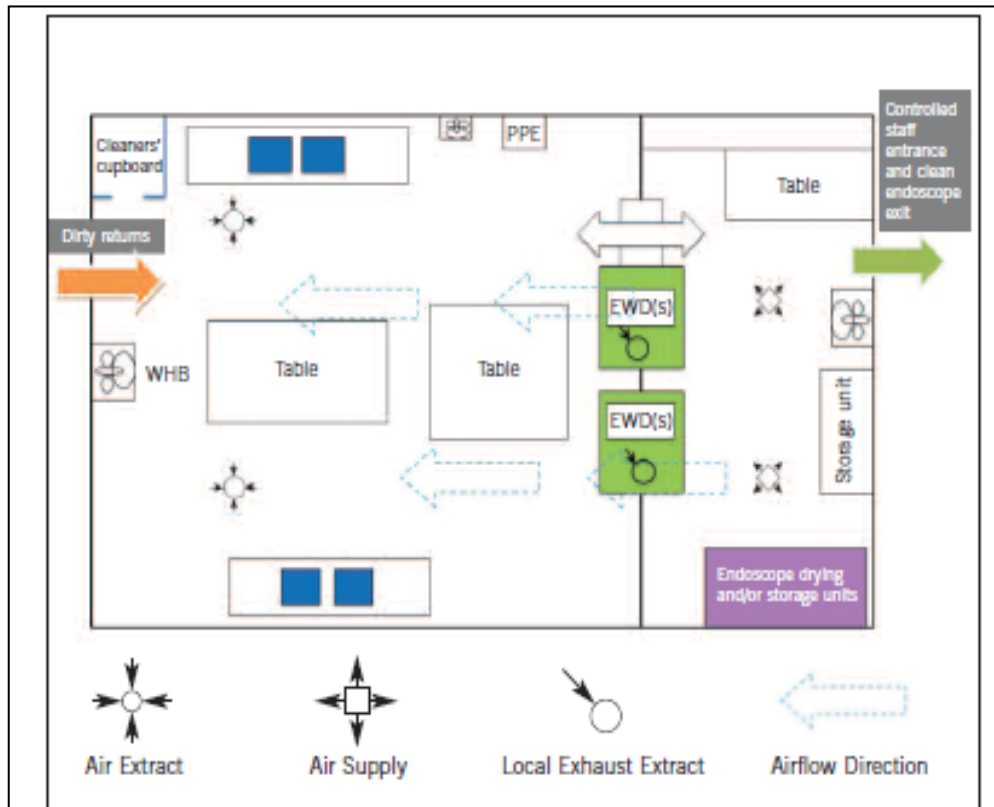 Controlled
staff
entrance
and clean
endoscope
exit
Cleaners'
cupboard
PPE
Table
Dirty returns
EWD(s)
WHB
Table
Table
EWD(s)
Storage unit
Endoscope drying
and/or storage units
Air Extract
Air Supply
Local Exhaust Extract
Airflow Direction